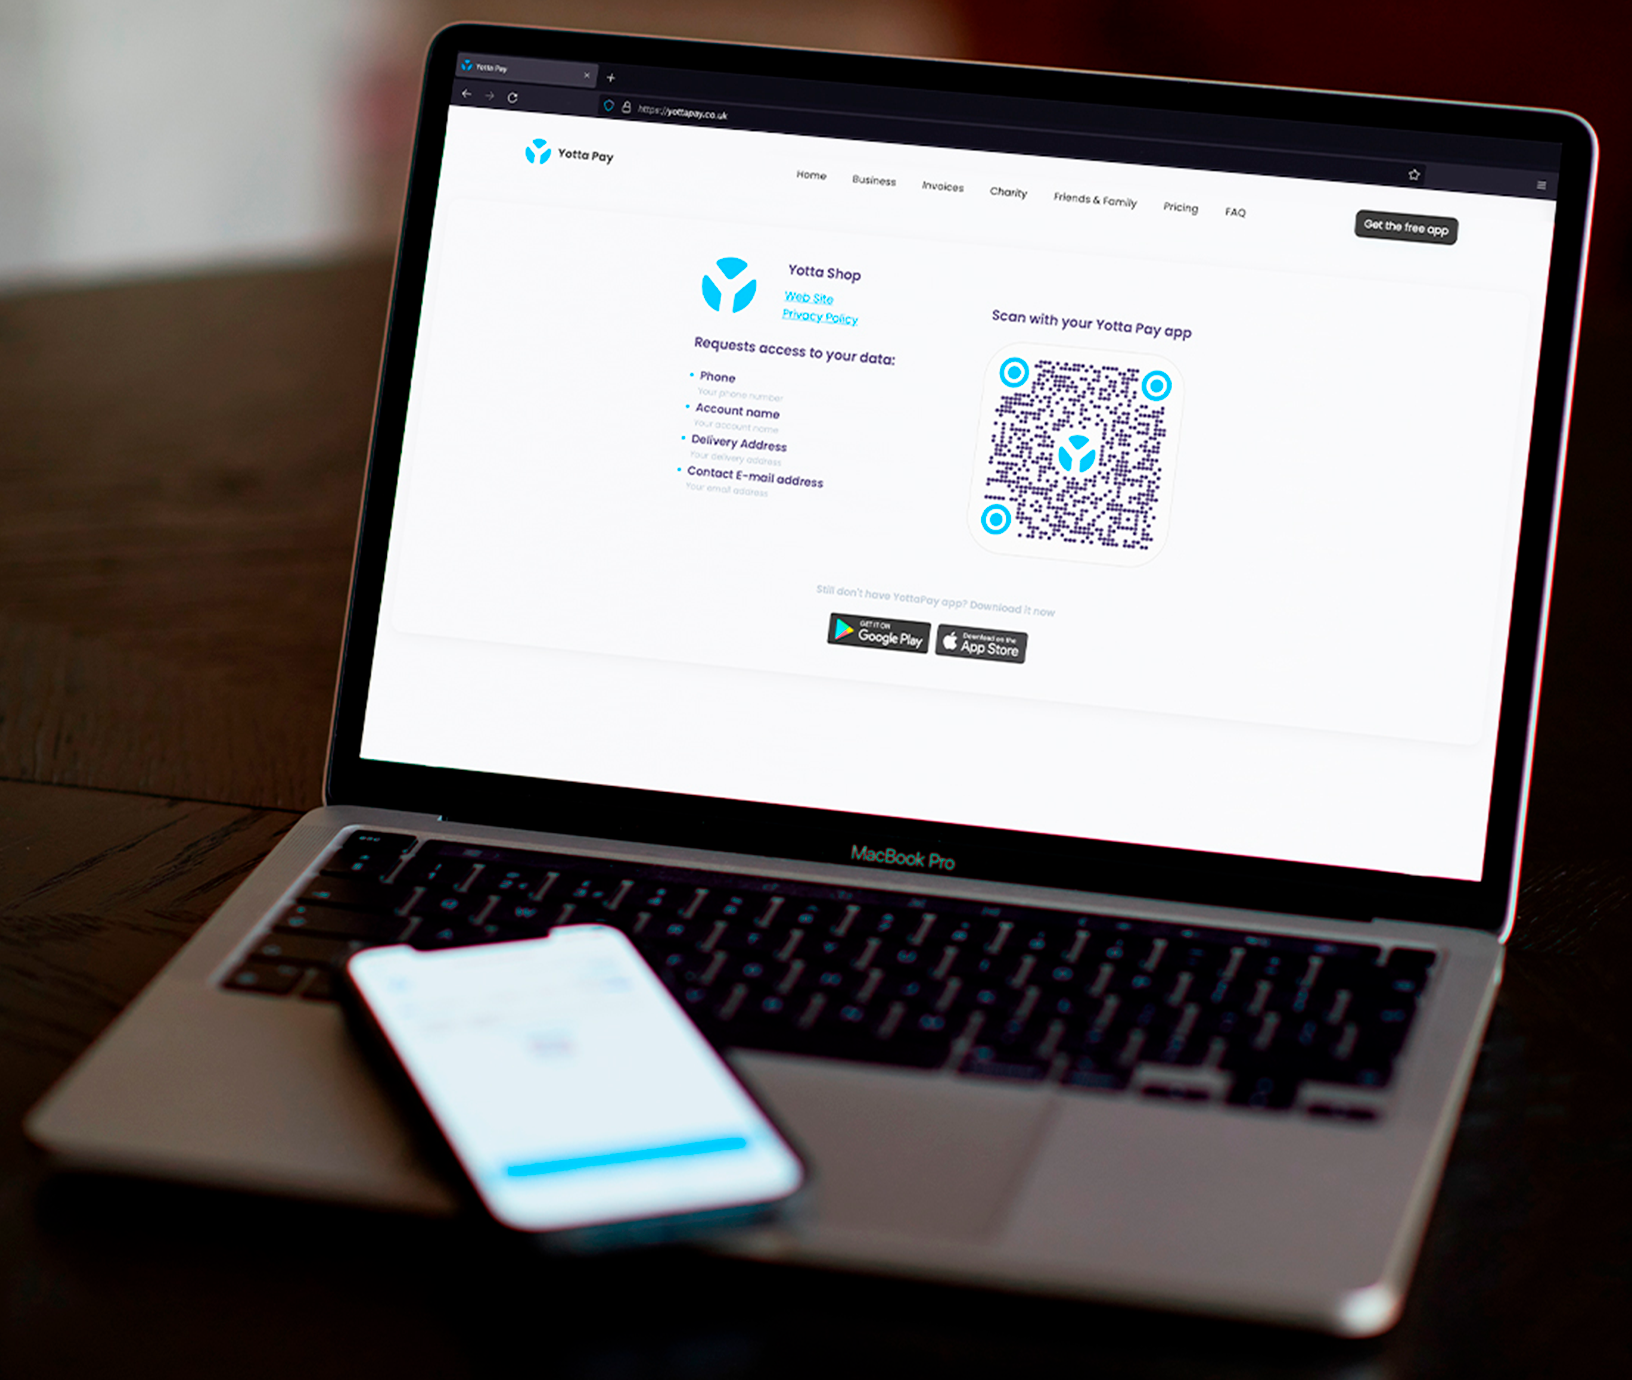 Yotta Pay
https://yottapay.co.uk
Yotta Pay
Home Business Invoices Charity Friends & Family Pricing FAQ
Get the free app
Yotta Shop
Web Site
Privacy Policy
Requests access to your data:
Phone
Your phone number
Account name
Your account name
Delivery Address
Your delivery address
Contact E-mail address
Your email address
Scan with your Yotta Pay app
Still don't have YottaPay app? Download it now
GET IT ON
Google Play
Download on the
App Store
MacBook Pro